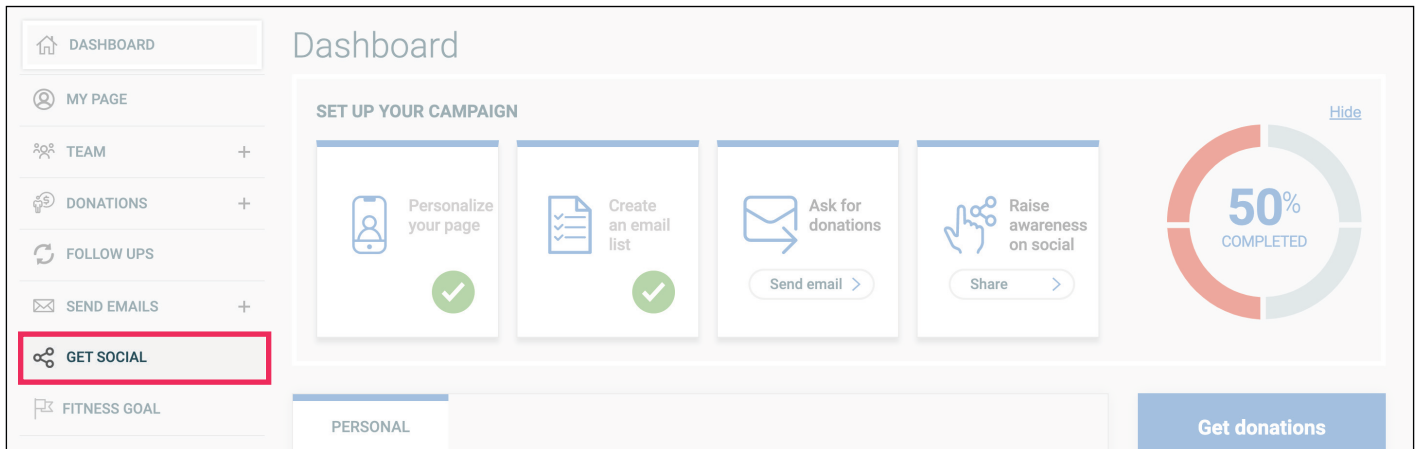 DASHBOARD
MY PAGE
TEAM +
DONATIONS +
FOLLOW UPS
SEND EMAILS +
GET SOCIAL
FITNESS GOAL
Dashboard
SET UP YOUR CAMPAIGN
Hide
Personalize
your page
Create
an email
list
Ask for
donations
Send email >
Raise
awareness
on social
Share >
50%
COMPLETED
PERSONAL
Get donations